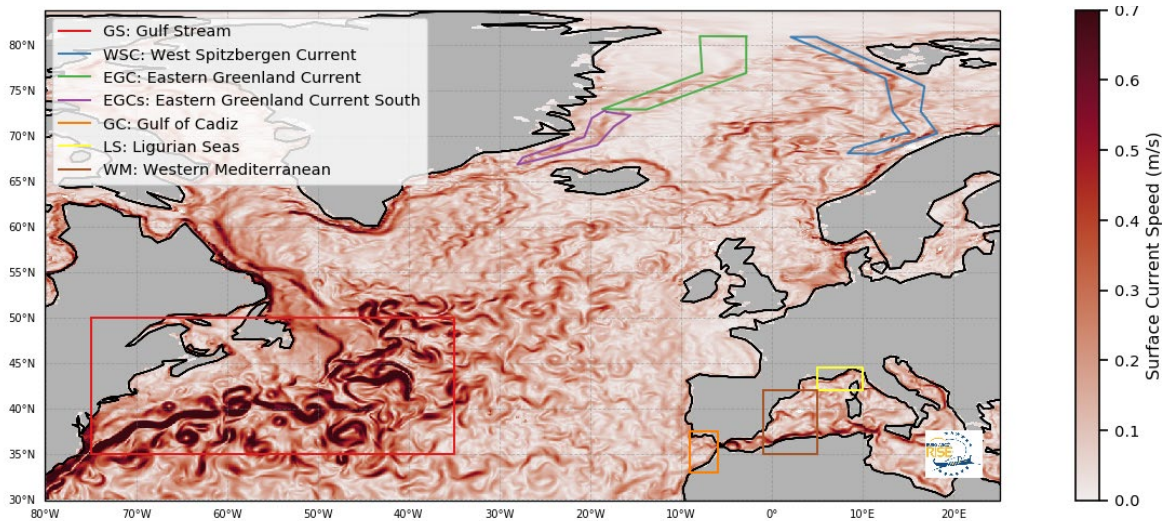 GS: Gulf Stream
WSC: West Spitzbergen Current
EGC: Eastern Greenland Current
EGCs: Eastern Greenland Current South
GC: Gulf of Cadiz
LS: Ligurian Seas
WM: Western Mediterranean
80°N
75°N
70°N
65°N
60°N
55°N
50°N
45°N
40°N
35°N
30°N
80°W
70°W
60°W
50°W
40°W
30°W
20°W
10°W
0°
10°E
20°E
0.7
0.6
0.5
0.4
0.3
0.2
0.1
0.0
Surface Current Speed (m/s)
EURO-ARGO
RISE